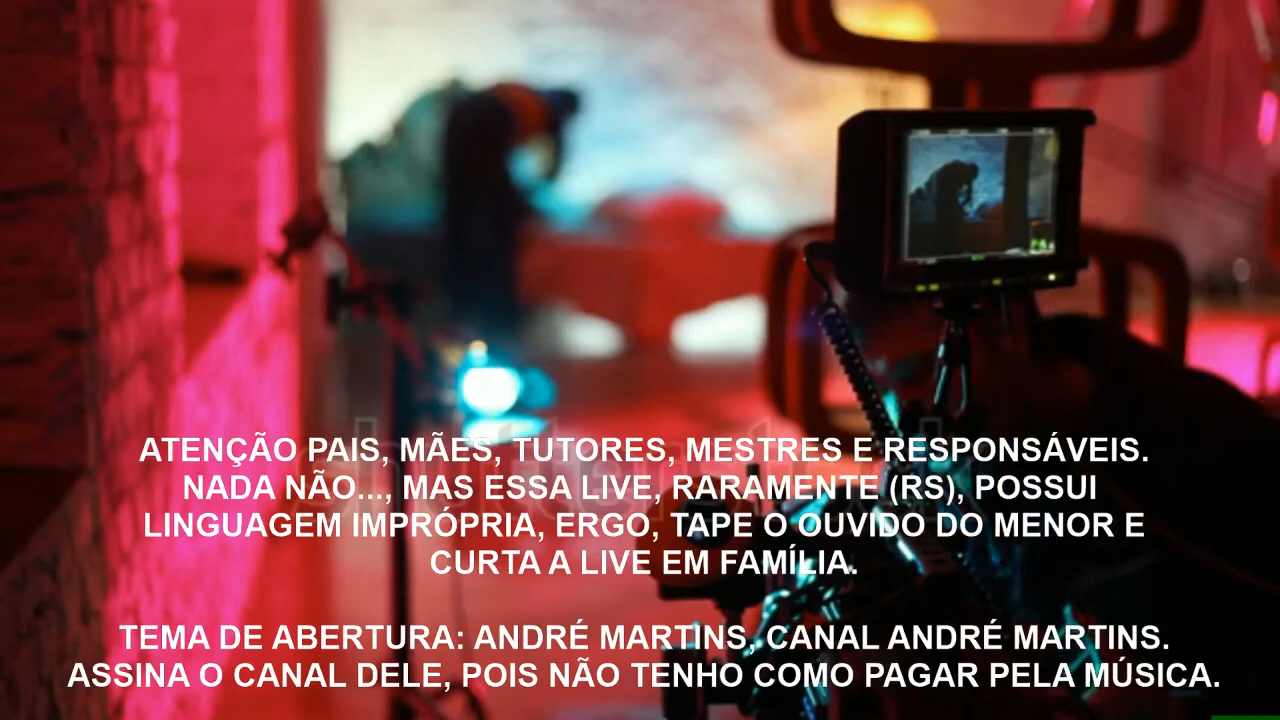 ATENÇÃO PAIS, MÃES, TUTORES, MESTRES E RESPONSÁVEIS.
NADA NÃO..., MAS ESSA LIVE, RARAMENTE (RS), POSSUI
LINGUAGEM IMPRÓPRIA, ERGO, TAPE O OUVIDO DO MENOR E
CURTA A LIVE EM FAMÍLIA.
TEMA DE ABERTURA: ANDRÉ MARTINS, CANAL ANDRÉ MARTINS.
ASSINA O CANAL DELE, POIS NÃO TENHO COMO PAGAR PELA MÚSICA.